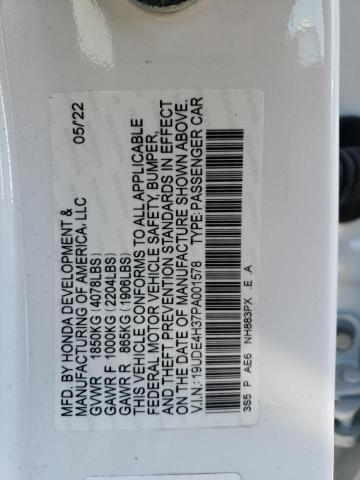 MFD. BY HONDA DEVELOPMENT & 05/22
MANUFACTURING OF AMERICA, LLC
GVWR 1850KG (4078LBS)
GAWR F 1000KG (2204LBS)
GAWR R 865KG (1906LBS)
THIS VEHICLE CONFORMS TO ALL APPLICABLE
FEDERAL MOTOR VEHICLE SAFETY, BUMPER,
AND THEFT PREVENTION STANDARDS IN EFFECT
ON THE DATE OF MANUFACTURE SHOWN ABOVE.
V.I.N.: 19UDE4H37PA001578 TYPE: PASSENGER CAR
3S5 P AE6 NH883PX .E .A